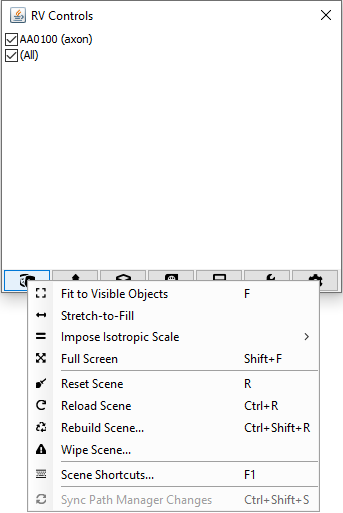 RV Controls
AA0100 (axon)
(All)
Fit to Visible Objects F
Stretch-to-Fill
Impose Isotropic Scale
Full Screen Shift+F
Reset Scene R
Reload Scene Ctrl+R
Rebuild Scene... Ctrl+Shift+R
Wipe Scene...
Scene Shortcuts... F1
Sync Path Manager Changes Ctrl+Shift+S